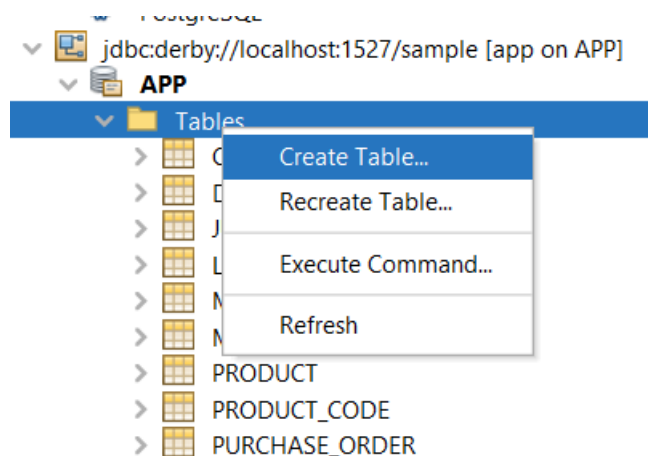 PostgreSQL
jdbc:derby://localhost:1527/sample [app on APP]
APP
Tables
Create Table...
Recreate Table...
Execute Command...
Refresh
PRODUCT
PRODUCT_CODE
PURCHASE_ORDER